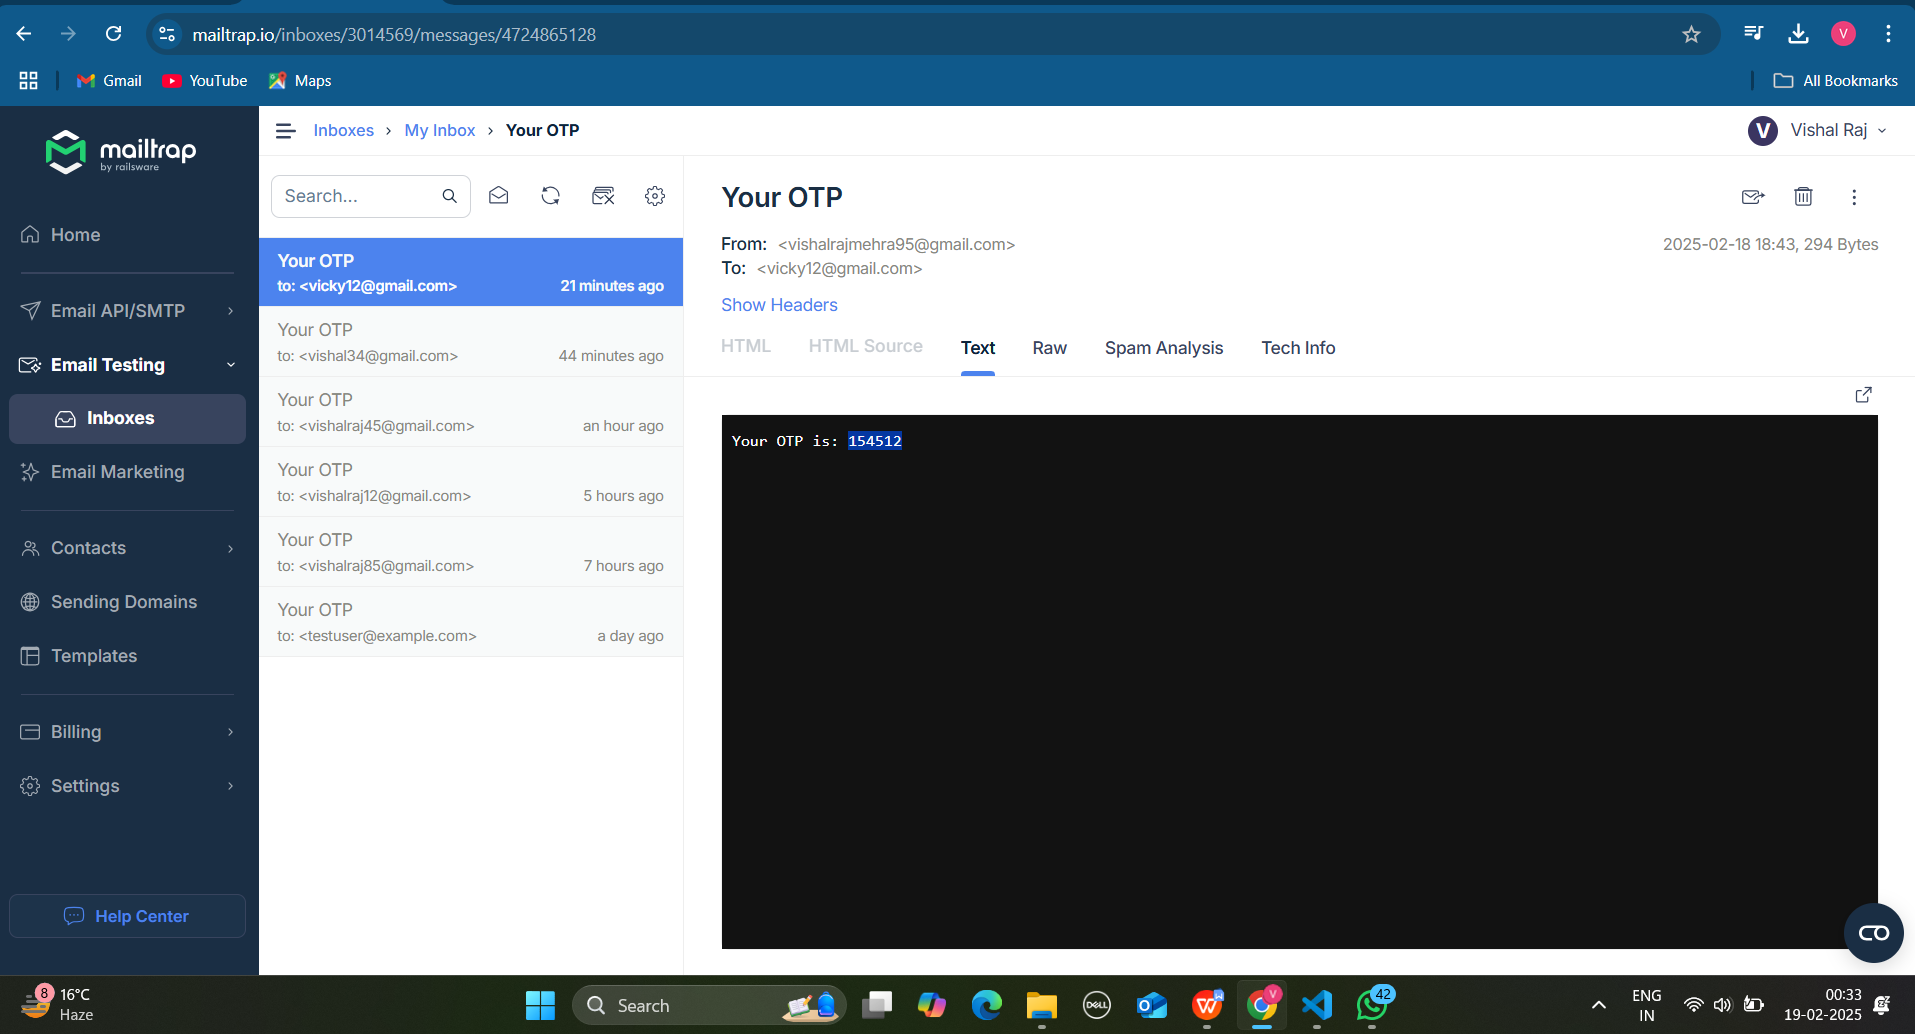 mailtrap.io/inboxes/3014569/messages/4724865128
V
Gmail
YouTube
Maps
All Bookmarks
mailtrap
by railsware
Home
Email API/SMTP
Email Testing
Inboxes
Email Marketing
Contacts
Sending Domains
Templates
Billing
Settings
Help Center
Inboxes › My Inbox › Your OTP
V Vishal Raj
Search...
Your OTP
to: <vicky12@gmail.com> 21 minutes ago
Your OTP
to: <vishal34@gmail.com> 44 minutes ago
Your OTP
to: <vishalraj45@gmail.com> an hour ago
Your OTP
to: <vishalraj12@gmail.com> 5 hours ago
Your OTP
to: <vishalraj85@gmail.com> 7 hours ago
Your OTP
to: <testuser@example.com> a day ago
Your OTP
From: <vishalrajmehra95@gmail.com> 2025-02-18 18:43, 294 Bytes
To: <vicky12@gmail.com>
Show Headers
HTML HTML Source Text Raw Spam Analysis Tech Info
Your OTP is: 154512
8
16°C
Haze
Search
DELL
W
V
42
ENG
IN
00:33
19-02-2025